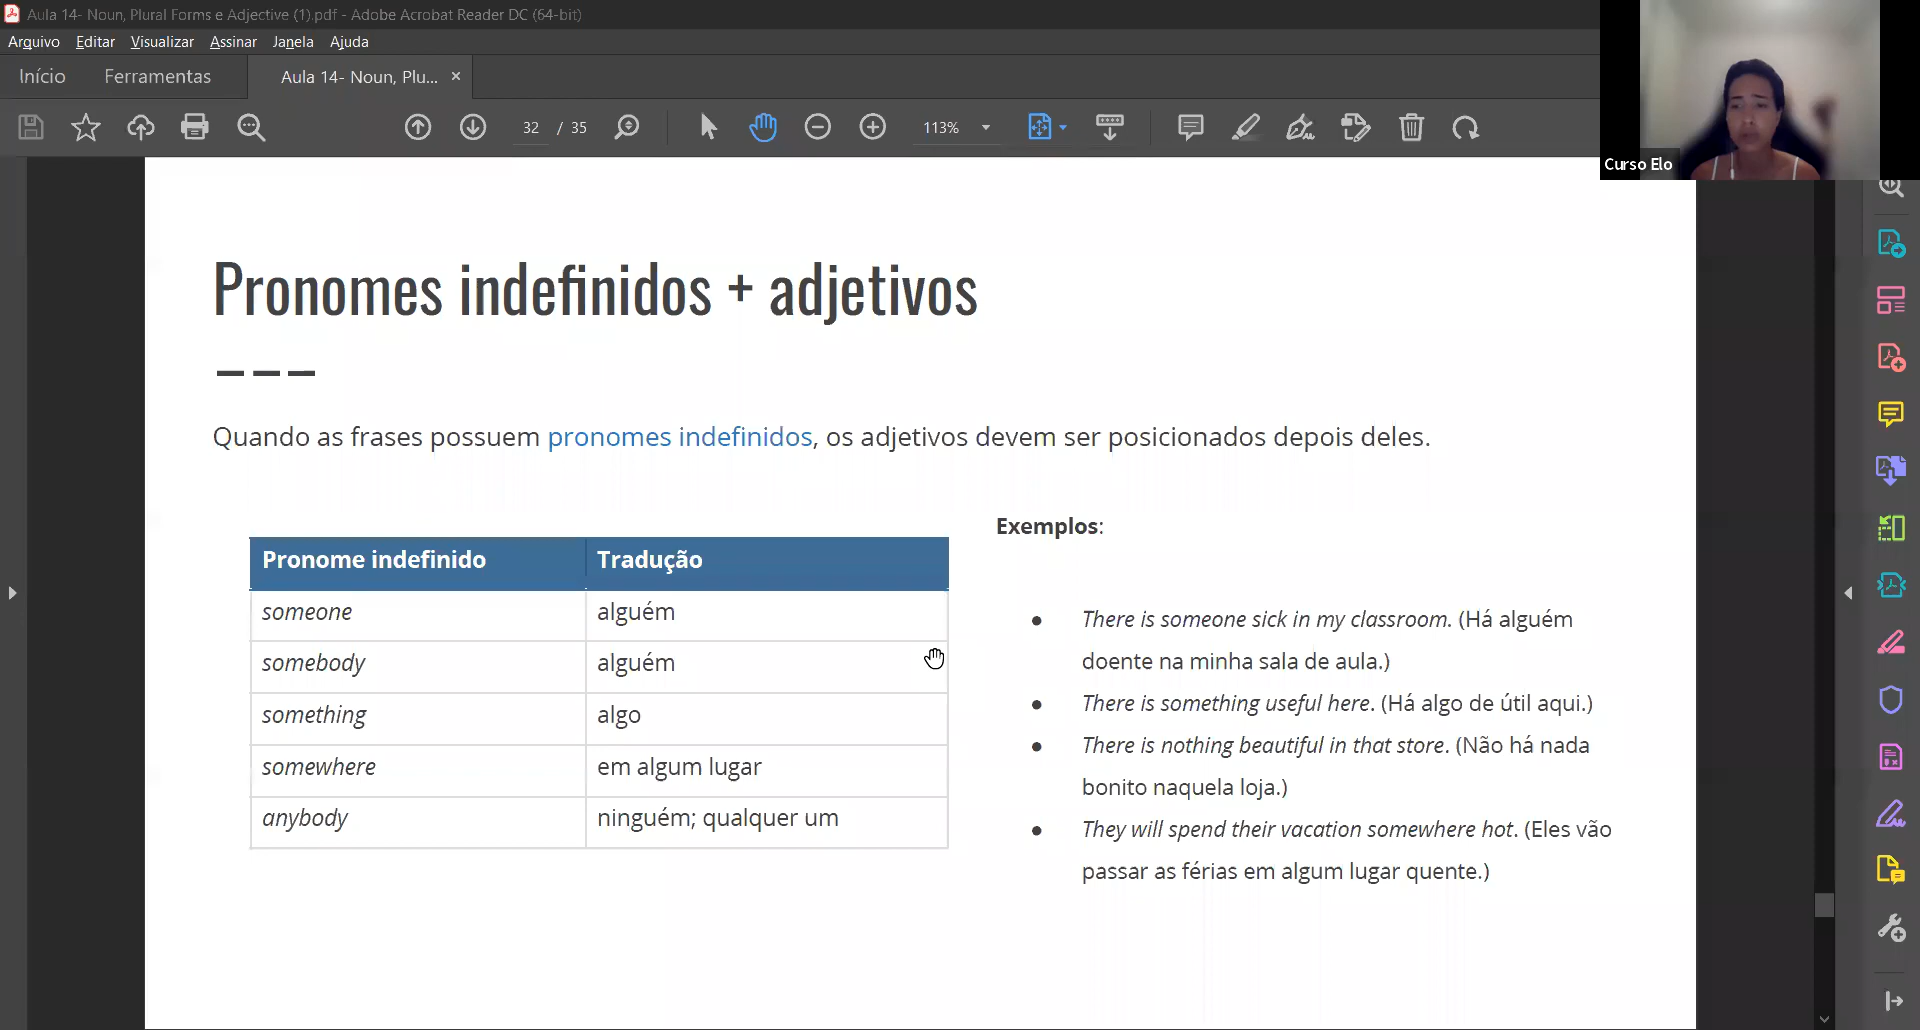 Aula 14- Noun, Plural Forms e Adjective (1).pdf - Adobe Acrobat Reader DC (64-bit)
Arquivo Editar Visualizar Assinar Janela Ajuda
Início Ferramentas Aula 14- Noun, Plu... ×
32 / 35 113%
Curso Elo
Pronomes indefinidos + adjetivos
Quando as frases possuem pronomes indefinidos, os adjetivos devem ser posicionados depois deles.
Pronome indefinido Tradução
someone alguém
somebody alguém
something algo
somewhere em algum lugar
anybody ninguém; qualquer um
Exemplos:
● There is someone sick in my classroom. (Há alguém
doente na minha sala de aula.)
● There is something useful here. (Há algo de útil aqui.)
● There is nothing beautiful in that store. (Não há nada
bonito naquela loja.)
● They will spend their vacation somewhere hot. (Eles vão
passar as férias em algum lugar quente.)